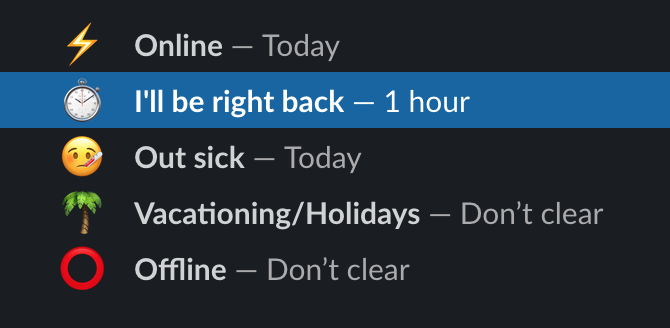 Online — Today
I'll be right back — 1 hour
Out sick — Today
Vacationing/Holidays — Don’t clear
Offline — Don’t clear